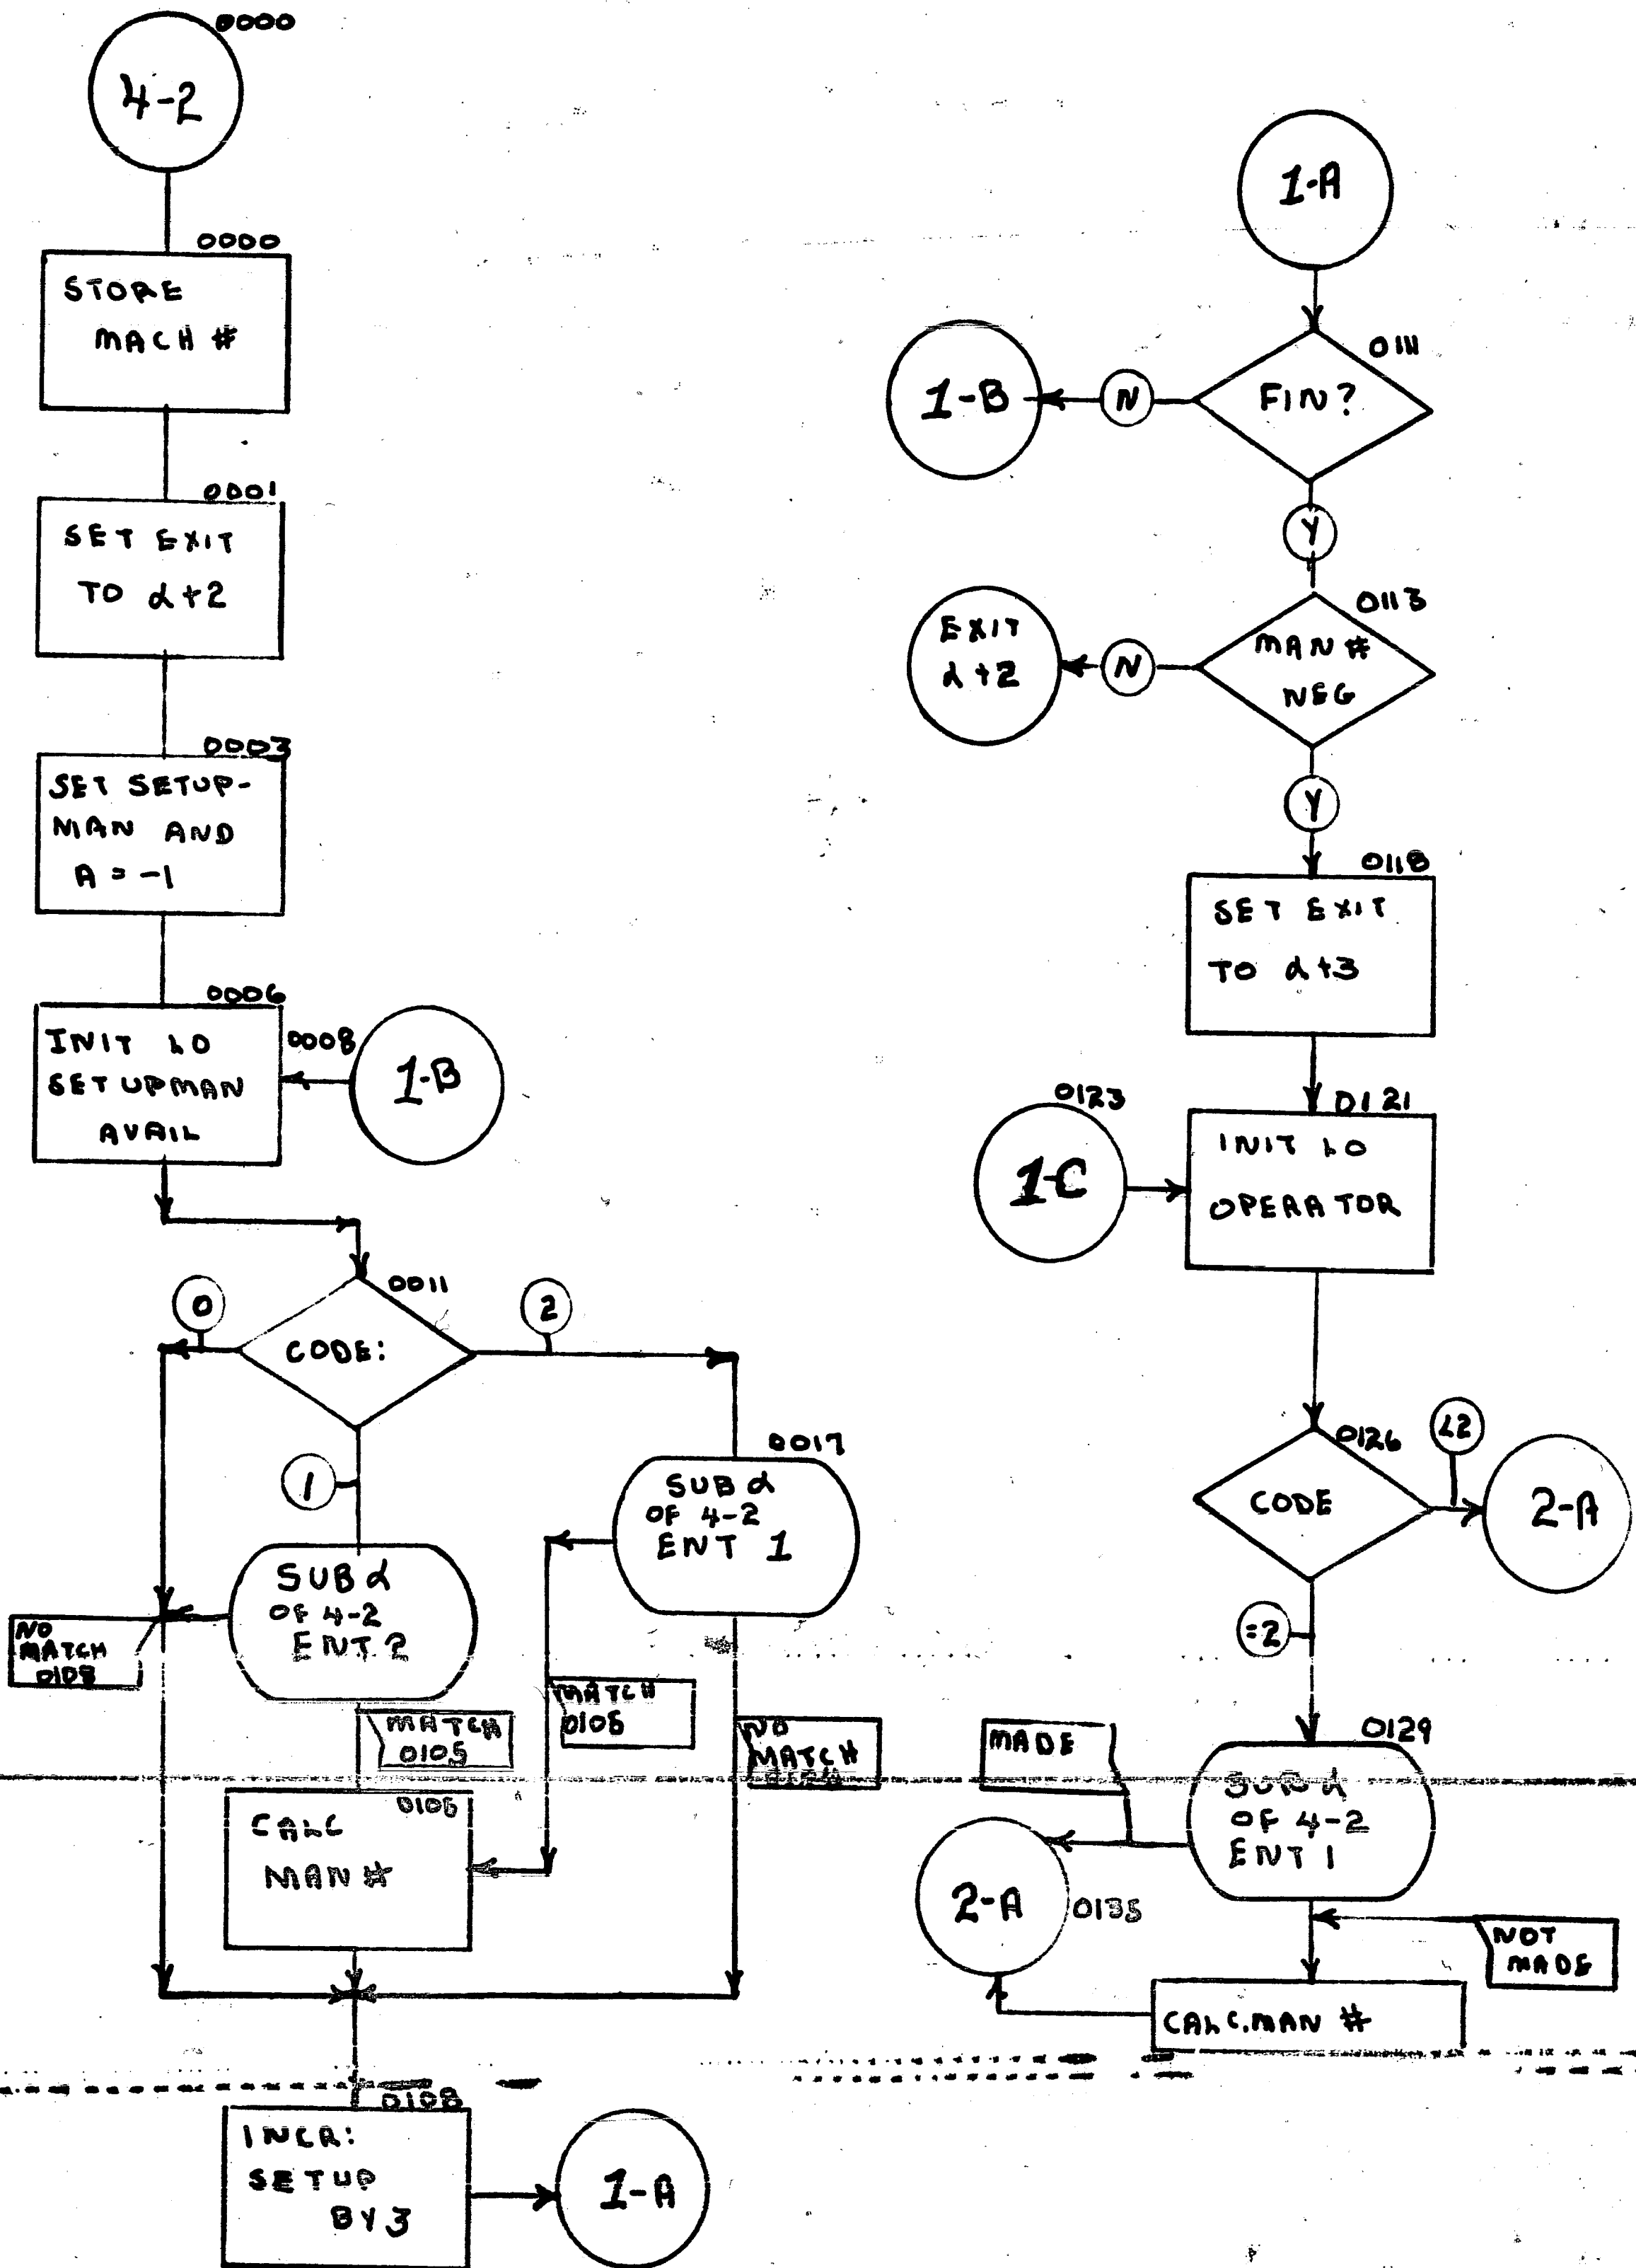 0000
4-2
0000
STORE
MACH #
0001
SET EXIT
TO α+2
0003
SET SETUP-
MAN AND
A = -1
0006
INIT LO
SETUPMAN
AVAIL
0008
1-B
0011
CODE:
0
2
1
0017
SUB α
OF 4-2
ENT 1
SUB α
OF 4-2
ENT 2
NO
MATCH
0108
MATCH
0105
MATCH
0105
NO
MATCH
0105
CALC
MAN #
0108
INCR:
SETUP
BY 3
1-A
1-A
0111
FIN?
N
1-B
Y
0113
MAN #
NEG
N
EXIT
α+2
Y
0118
SET EXIT
TO α+3
0121
INIT LO
OPERATOR
0123
1-C
0126
CODE
∠2
2-A
=2
0129
SUB α
OF 4-2
ENT 1
MADE
2-A
0135
NOT
MADE
CALC. MAN #